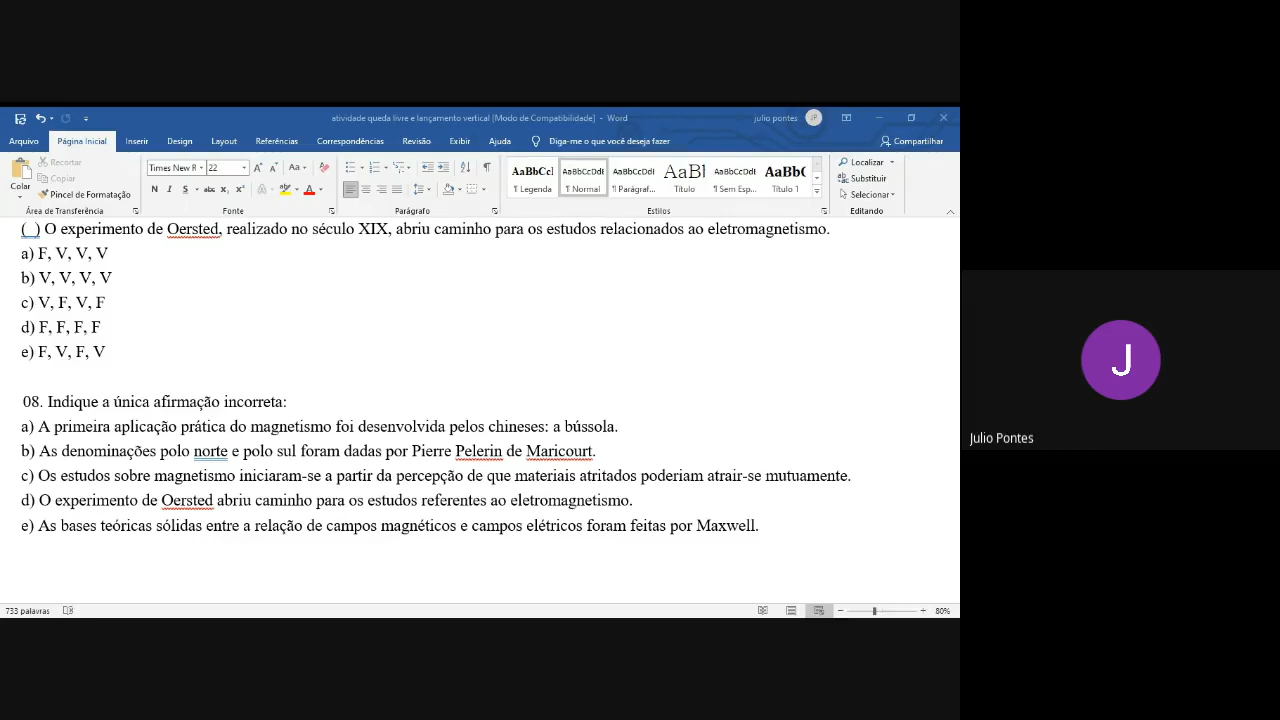 atividade queda livre e lançamento vertical [Modo de Compatibilidade] - Word
julio pontes
JP
Arquivo
Página Inicial
Inserir
Design
Layout
Referências
Correspondências
Revisão
Exibir
Ajuda
Diga-me o que você deseja fazer
Compartilhar
Colar
Recortar
Copiar
Pincel de Formatação
Área de Transferência
Times New R
22
Aa
N I S abc x₂ x²
A
Fonte
Parágrafo
AaBbCcI
AaBbCcDdI
AaBbCcDdI
AaBl
AaBbCcDdI
AaBb(
¶ Legenda
¶ Normal
¶ Parágraf...
Título
¶ Sem Esp...
Título 1
Estilos
Localizar
Substituir
Selecionar
Editando
( ) O experimento de Oersted, realizado no século XIX, abriu caminho para os estudos relacionados ao eletromagnetismo.
a) F, V, V, V
b) V, V, V, V
c) V, F, V, F
d) F, F, F, F
e) F, V, F, V
08. Indique a única afirmação incorreta:
a) A primeira aplicação prática do magnetismo foi desenvolvida pelos chineses: a bússola.
b) As denominações polo norte e polo sul foram dadas por Pierre Pelerin de Maricourt.
c) Os estudos sobre magnetismo iniciaram-se a partir da percepção de que materiais atritados poderiam atrair-se mutuamente.
d) O experimento de Oersted abriu caminho para os estudos referentes ao eletromagnetismo.
e) As bases teóricas sólidas entre a relação de campos magnéticos e campos elétricos foram feitas por Maxwell.
733 palavras
80%
J
Julio Pontes